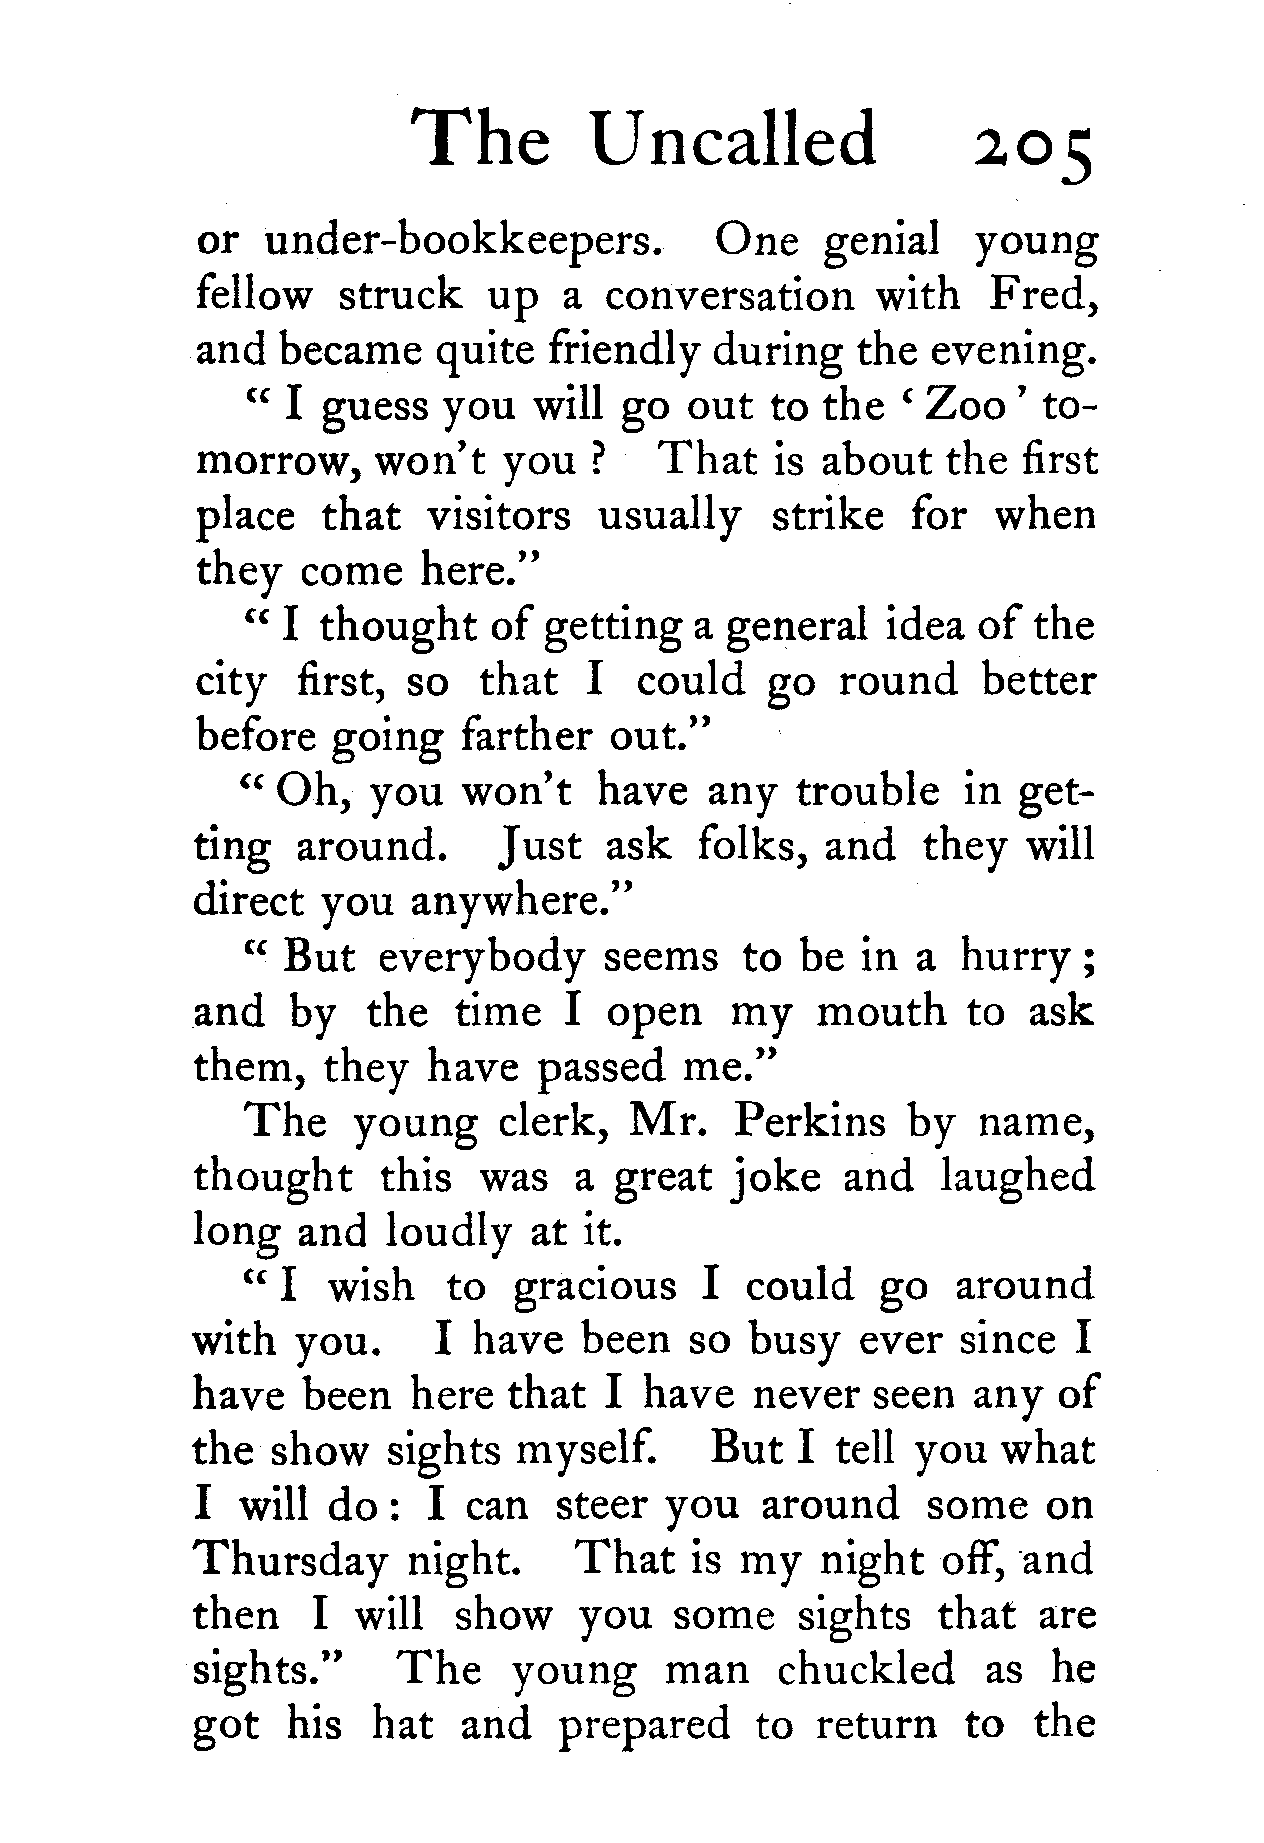 The Uncalled 205
or under-bookkeepers. One genial young
fellow struck up a conversation with Fred,
and became quite friendly during the evening.
“ I guess you will go out to the ‘ Zoo ’ to-
morrow, won’t you ? That is about the first
place that visitors usually strike for when
they come here.”
“ I thought of getting a general idea of the
city first, so that I could go round better
before going farther out.”
“ Oh, you won’t have any trouble in get-
ting around. Just ask folks, and they will
direct you anywhere.”
“ But everybody seems to be in a hurry ;
and by the time I open my mouth to ask
them, they have passed me.”
The young clerk, Mr. Perkins by name,
thought this was a great joke and laughed
long and loudly at it.
“ I wish to gracious I could go around
with you. I have been so busy ever since I
have been here that I have never seen any of
the show sights myself. But I tell you what
I will do : I can steer you around some on
Thursday night. That is my night off, and
then I will show you some sights that are
sights.” The young man chuckled as he
got his hat and prepared to return to the